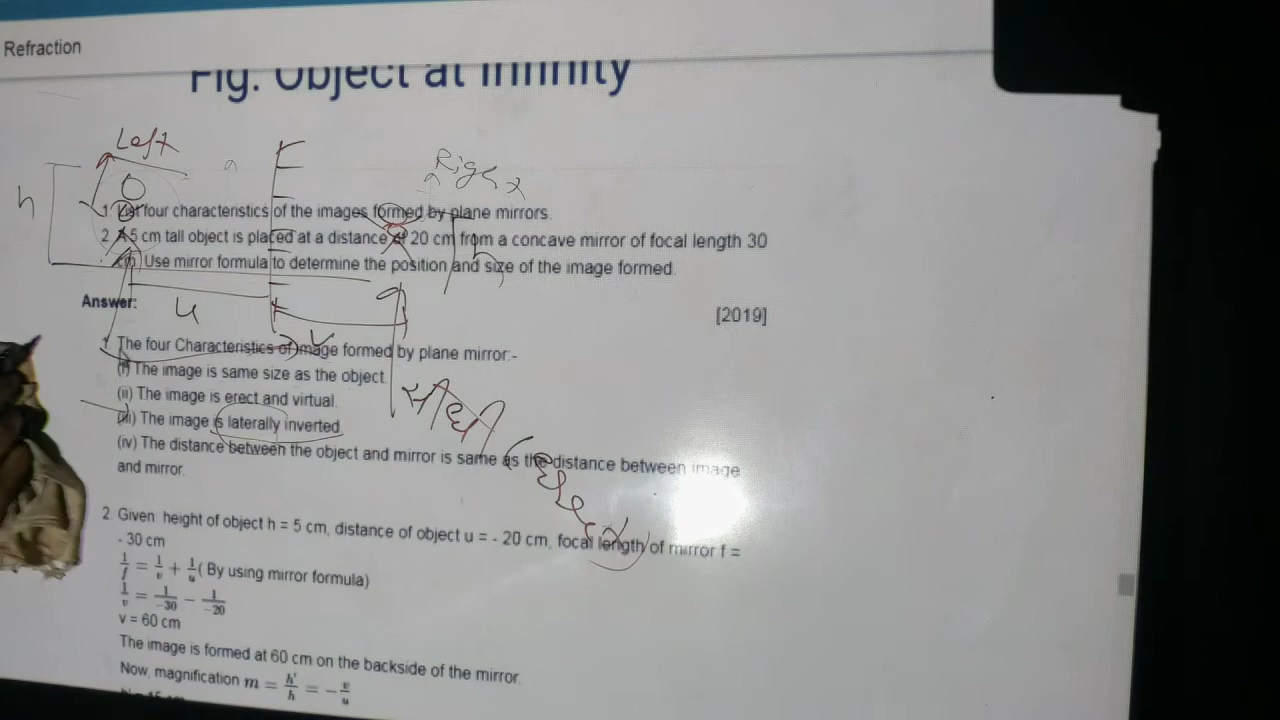 Refraction
Fig. Object at Infinity
Left
Righ
h
O
1. List four characteristics of the images formed by plane mirrors.
2. A 5 cm tall object is placed at a distance of 20 cm from a concave mirror of focal length 30
cm. Use mirror formula to determine the position and size of the image formed.
h
Answer:
u
v
[2019]
1. The four Characteristics of image formed by plane mirror:-
(i) The image is same size as the object.
(ii) The image is erect and virtual.
(iii) The image is laterally inverted.
सीधा
(iv) The distance between the object and mirror is same as the distance between image
and mirror.
2. Given: height of object h = 5 cm, distance of object u = - 20 cm, focal length of mirror f =
- 30 cm
1/f = 1/v + 1/u ( By using mirror formula)
1/v = 1/-30 − 1/-20
v = 60 cm
The image is formed at 60 cm on the backside of the mirror.
Now, magnification m = h'/h = −v/u